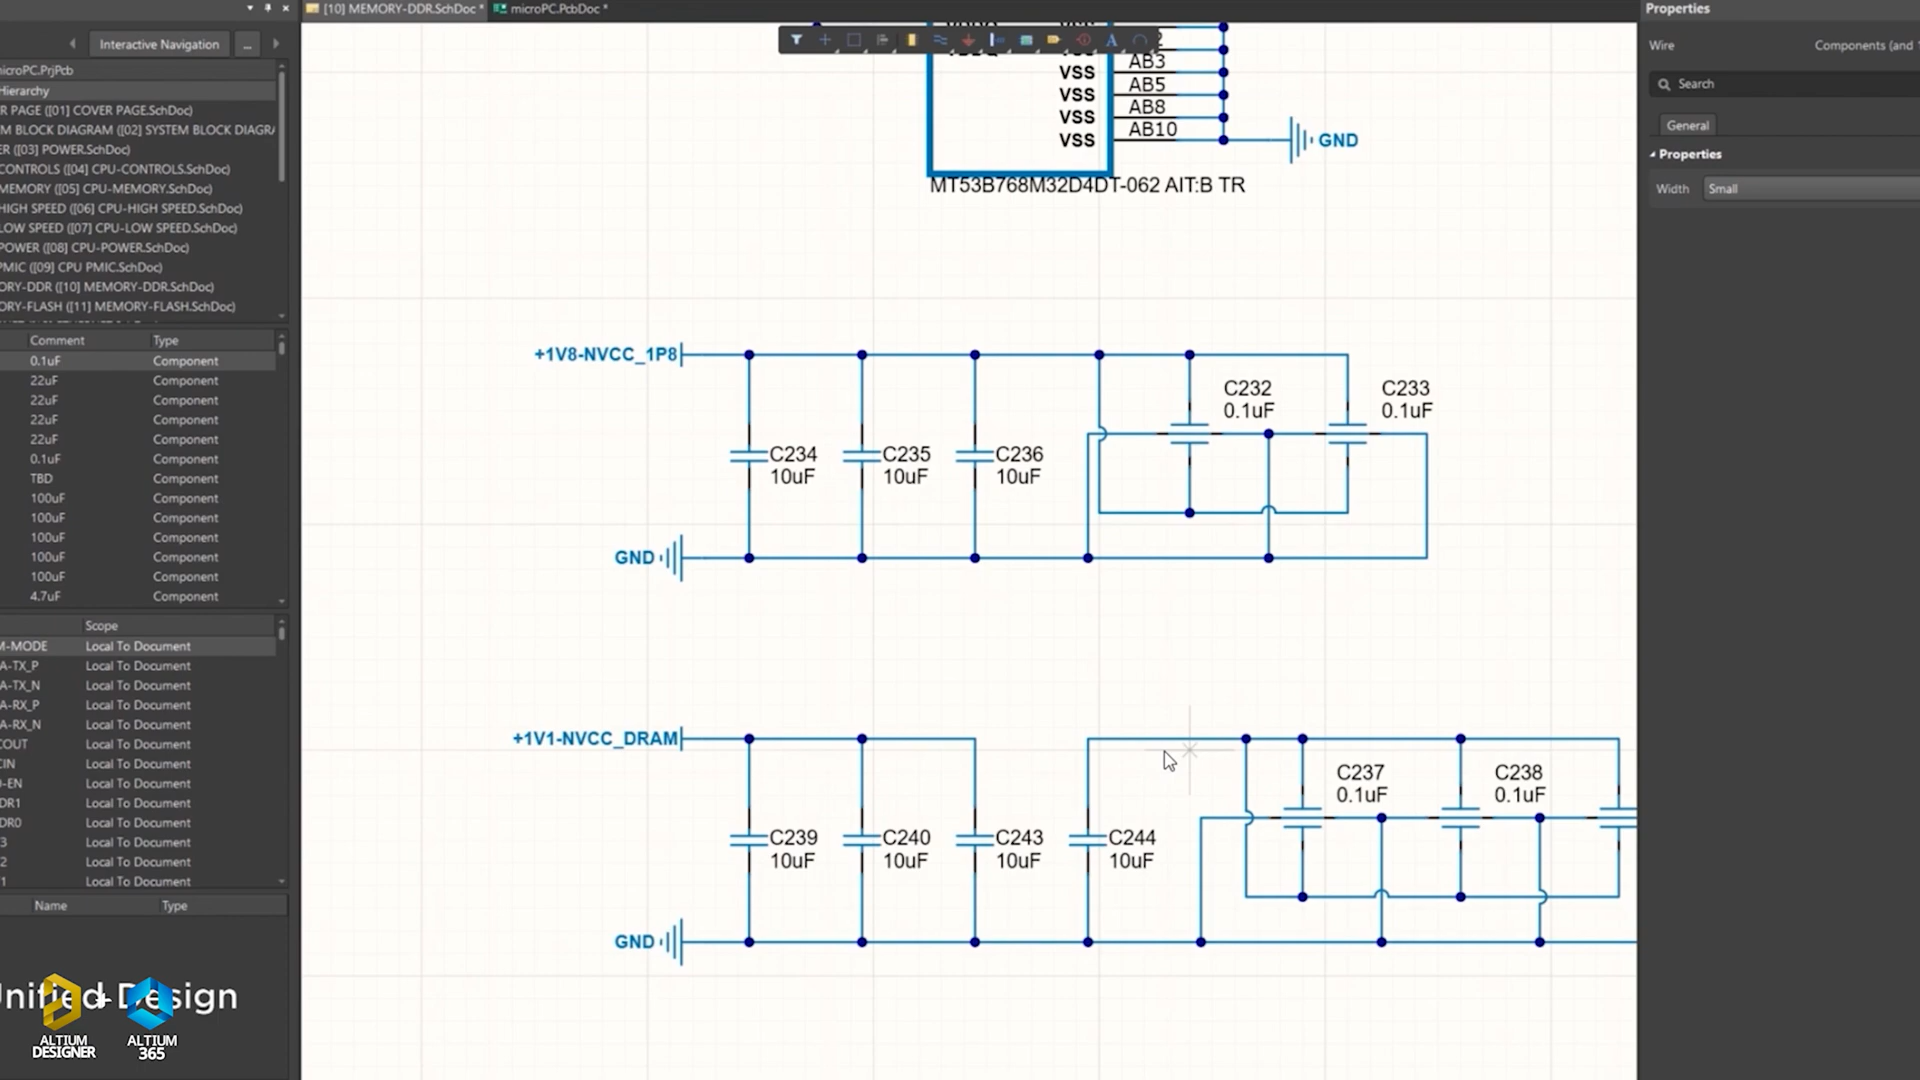 [10] MEMORY-DDR.SchDoc *
microPC.PcbDoc *
Properties
Interactive Navigation
...
Wire
Components (and
icroPC.PrjPcb
Search
Hierarchy
R PAGE ([01] COVER PAGE.SchDoc)
M BLOCK DIAGRAM ([02] SYSTEM BLOCK DIAGRA
ER ([03] POWER.SchDoc)
CONTROLS ([04] CPU-CONTROLS.SchDoc)
MEMORY ([05] CPU-MEMORY.SchDoc)
HIGH SPEED ([06] CPU-HIGH SPEED.SchDoc)
LOW SPEED ([07] CPU-LOW SPEED.SchDoc)
POWER ([08] CPU-POWER.SchDoc)
PMIC ([09] CPU PMIC.SchDoc)
ORY-DDR ([10] MEMORY-DDR.SchDoc)
ORY-FLASH ([11] MEMORY-FLASH.SchDoc)
General
Properties
Width
Small
VSS AB3
VSS AB5
VSS AB8
VSS AB10
GND
MT53B768M32D4DT-062 AIT:B TR
Comment Type
0.1uF Component
22uF Component
22uF Component
22uF Component
22uF Component
0.1uF Component
TBD Component
100uF Component
100uF Component
100uF Component
100uF Component
100uF Component
4.7uF Component
+1V8-NVCC_1P8
C232
0.1uF
C233
0.1uF
C234
10uF
C235
10uF
C236
10uF
GND
Scope
M-MODE Local To Document
A-TX_P Local To Document
A-TX_N Local To Document
A-RX_P Local To Document
A-RX_N Local To Document
COUT Local To Document
CIN Local To Document
D-EN Local To Document
DR1 Local To Document
DDR0 Local To Document
3 Local To Document
2 Local To Document
1 Local To Document
Name Type
+1V1-NVCC_DRAM
C237
0.1uF
C238
0.1uF
C239
10uF
C240
10uF
C243
10uF
C244
10uF
GND
Unified Design
ALTIUM
DESIGNER
+
ALTIUM
365